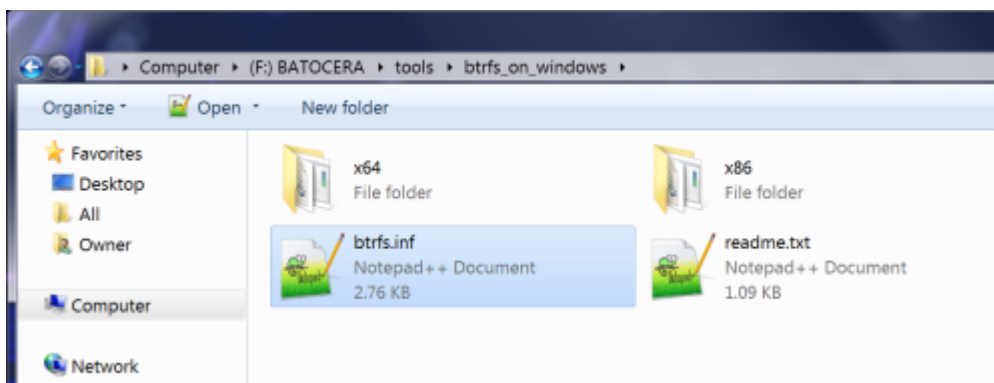 Computer (F:) BATOCERA tools btrfs_on_windows
Organize Open New folder
Favorites
Desktop
All
Owner
Computer
Network
x64
File folder
x86
File folder
btrfs.inf
Notepad++ Document
2.76 KB
readme.txt
Notepad++ Document
1.09 KB